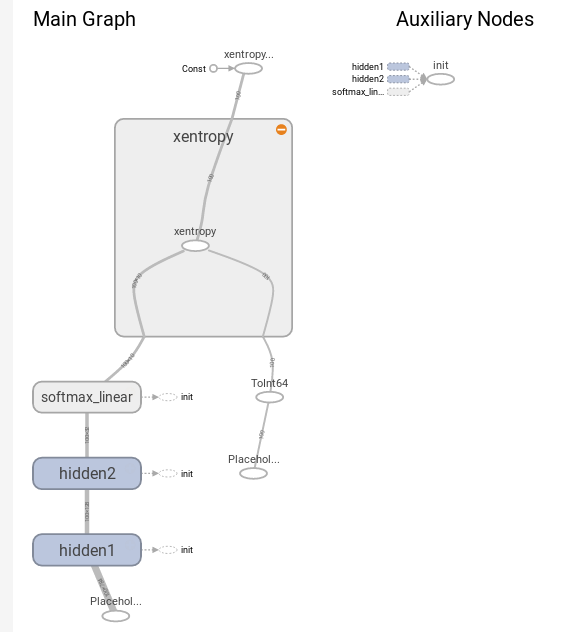 Main Graph
Auxiliary Nodes
xentropy...
Const
init
hidden1
hidden2
softmax_lin...
xentropy
xentropy
ToInt64
softmax_linear
init
Placehol...
hidden2
init
hidden1
init
Placehol...